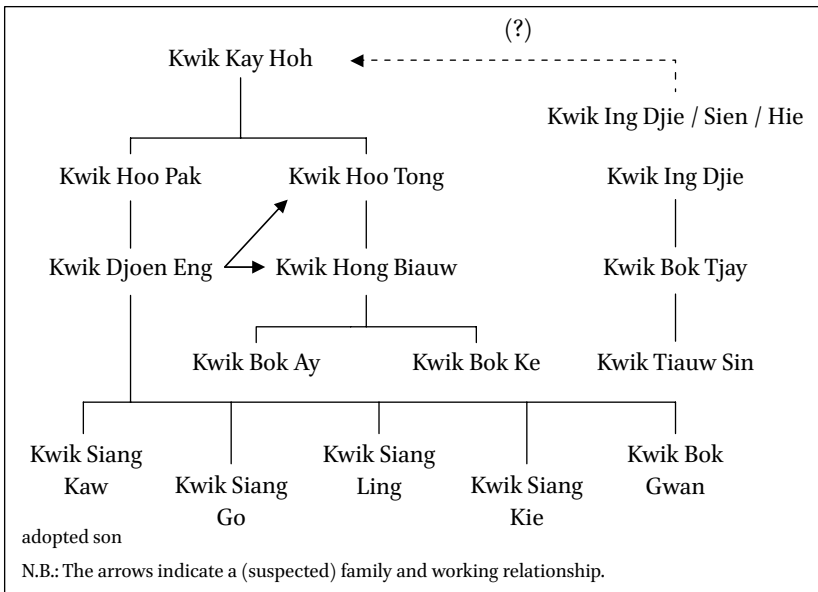 (?)
Kwik Kay Hoh
Kwik Ing Djie / Sien / Hie
Kwik Hoo Pak
Kwik Hoo Tong
Kwik Ing Djie
Kwik Djoen Eng
Kwik Hong Biauw
Kwik Bok Tjay
Kwik Bok Ay
Kwik Bok Ke
Kwik Tiauw Sin
Kwik Siang
Kaw
Kwik Siang
Go
Kwik Siang
Ling
Kwik Siang
Kie
Kwik Bok
Gwan
adopted son
N.B.: The arrows indicate a (suspected) family and working relationship.